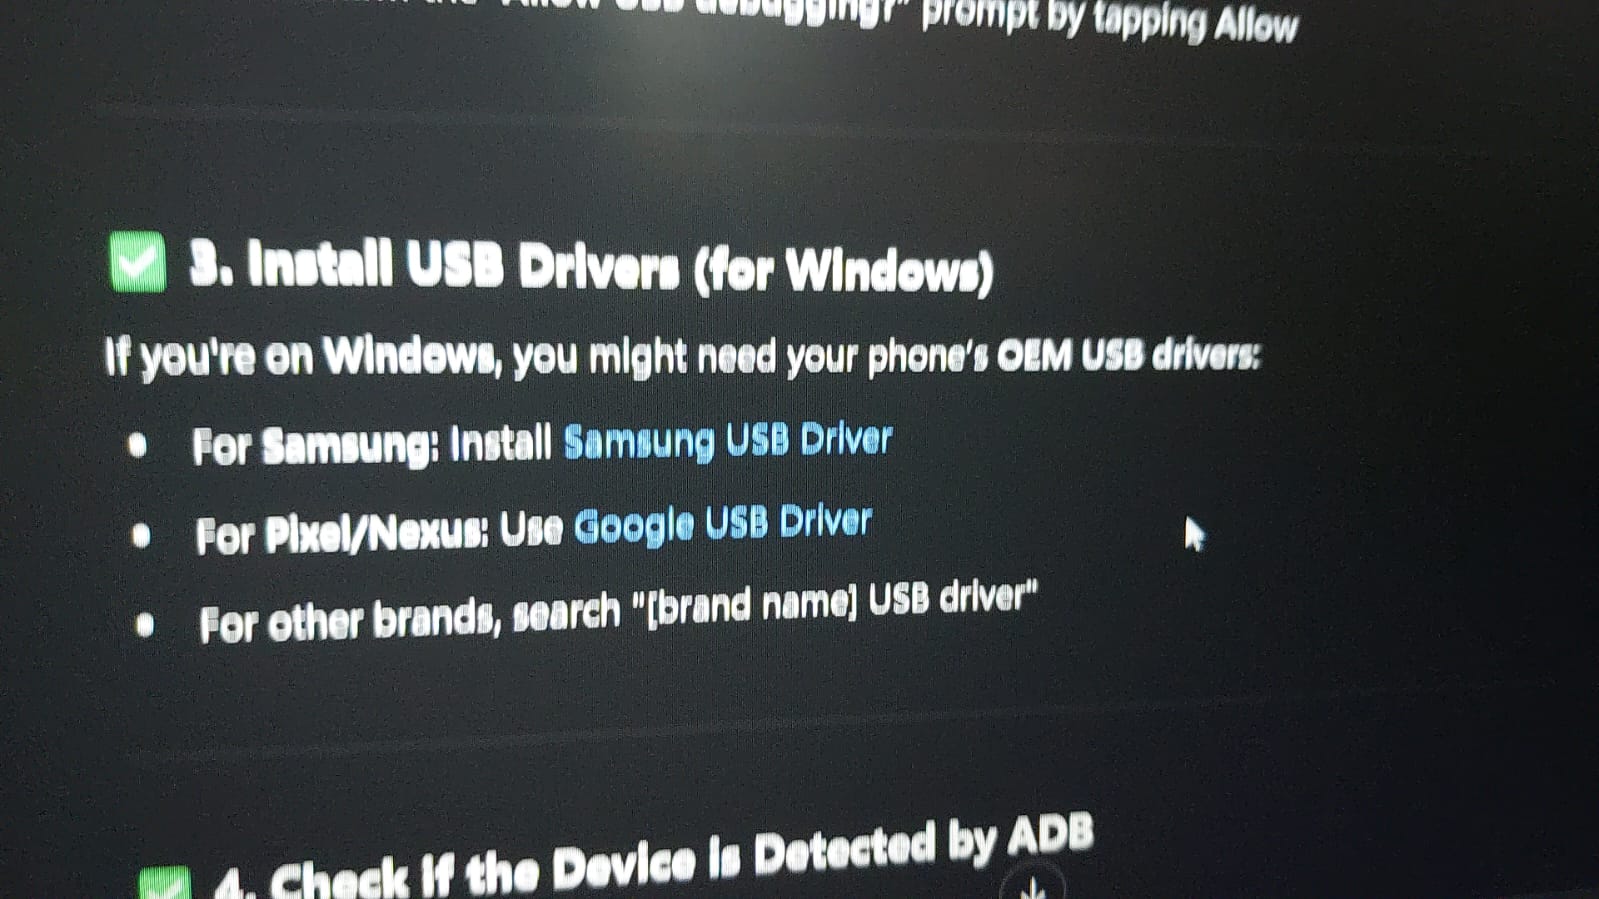 "Allow USB debugging?" prompt by tapping Allow
3. Install USB Drivers (for Windows)
If you're on Windows, you might need your phone's OEM USB drivers:
• For Samsung: Install Samsung USB Driver
• For Pixel/Nexus: Use Google USB Driver
• For other brands, search "[brand name] USB driver"
4. Check if the Device is Detected by ADB